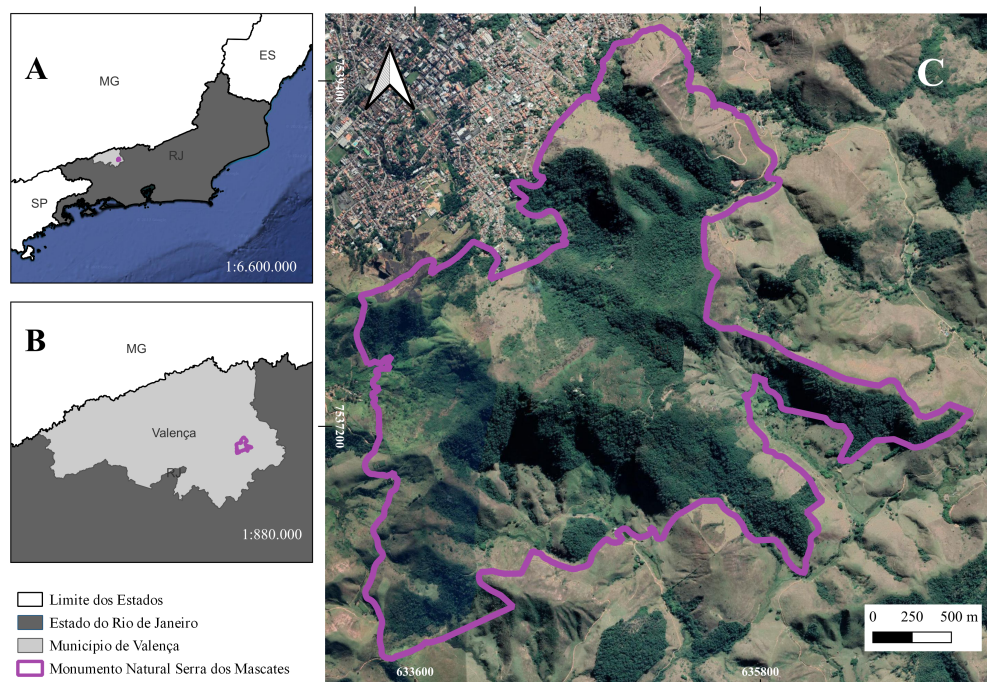 A
MG
ES
RJ
SP
1:6.600.000
B
MG
Valença
RJ
1:880.000
Limite dos Estados
Estado do Rio de Janeiro
Município de Valença
Monumento Natural Serra dos Mascates
C
7539400
7537200
633600
635800
0 250 500 m